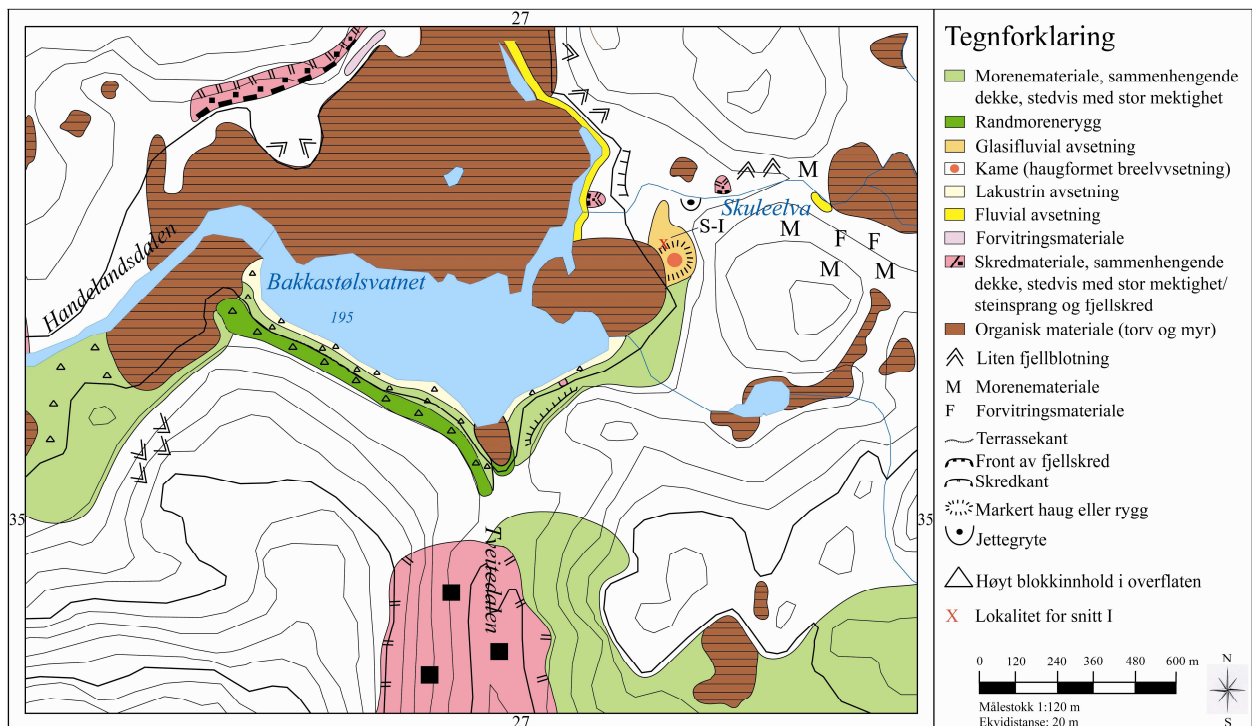 27
Handelandsdalen
Bakkastølsvatnet
195
Skuleelva
S-I
X
M
M
F
F
M
M
35
35
Tveitedalen
27
Tegnforklaring
Morenemateriale, sammenhengende
dekke, stedvis med stor mektighet
Randmorenerygg
Glasifluvial avsetning
Kame (haugformet breelvvsetning)
Lakustrin avsetning
Fluvial avsetning
Forvitringsmateriale
Skredmateriale, sammenhengende
dekke, stedvis med stor mektighet/
steinsprang og fjellskred
Organisk materiale (torv og myr)
Liten fjellblotning
M Morenemateriale
F Forvitringsmateriale
Terrassekant
Front av fjellskred
Skredkant
Markert haug eller rygg
Jettegryte
Høyt blokkinnhold i overflaten
X Lokalitet for snitt I
0 120 240 360 480 600 m
Målestokk 1:120 m
Ekvidistanse: 20 m
N
S